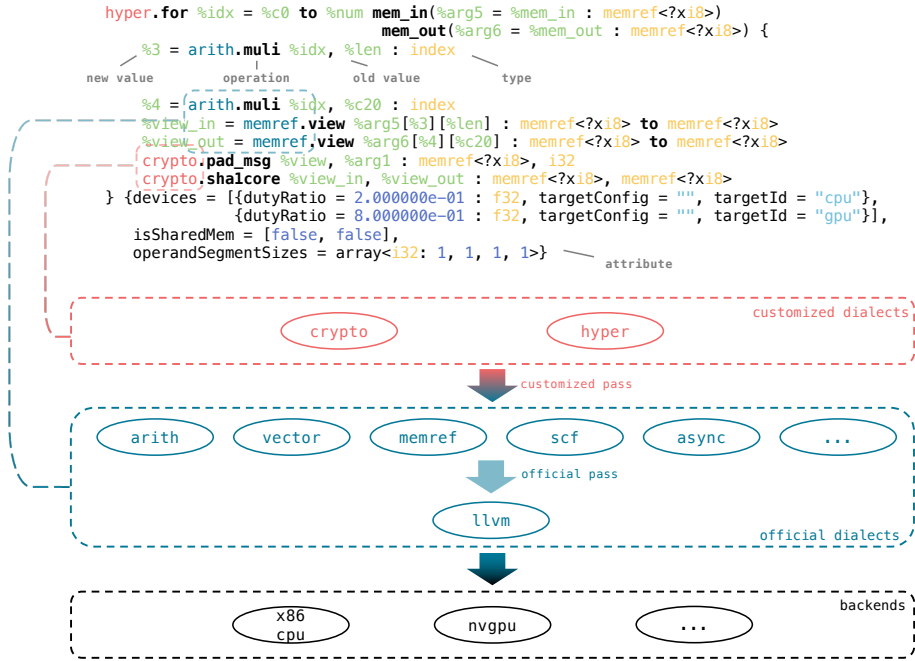 hyper.for %idx = %c0 to %num mem_in(%arg5 = %mem_in : memref<?xi8>)
mem_out(%arg6 = %mem_out : memref<?xi8>) {
%3 = arith.muli %idx, %len : index
new value operation old value type
%4 = arith.muli %idx, %c20 : index
%view_in = memref.view %arg5[%3][%len] : memref<?xi8> to memref<?xi8>
%view_out = memref.view %arg6[%4][%c20] : memref<?xi8> to memref<?xi8>
crypto.pad_msg %view, %arg1 : memref<?xi8>, i32
crypto.sha1core %view_in, %view_out : memref<?xi8>, memref<?xi8>
} {devices = [{dutyRatio = 2.000000e-01 : f32, targetConfig = "", targetId = "cpu"},
{dutyRatio = 8.000000e-01 : f32, targetConfig = "", targetId = "gpu"}],
isSharedMem = [false, false],
operandSegmentSizes = array<i32: 1, 1, 1, 1>}
attribute
customized dialects
crypto hyper
customized pass
arith vector memref scf async ...
official pass
llvm
official dialects
backends
x86
cpu
nvgpu
...